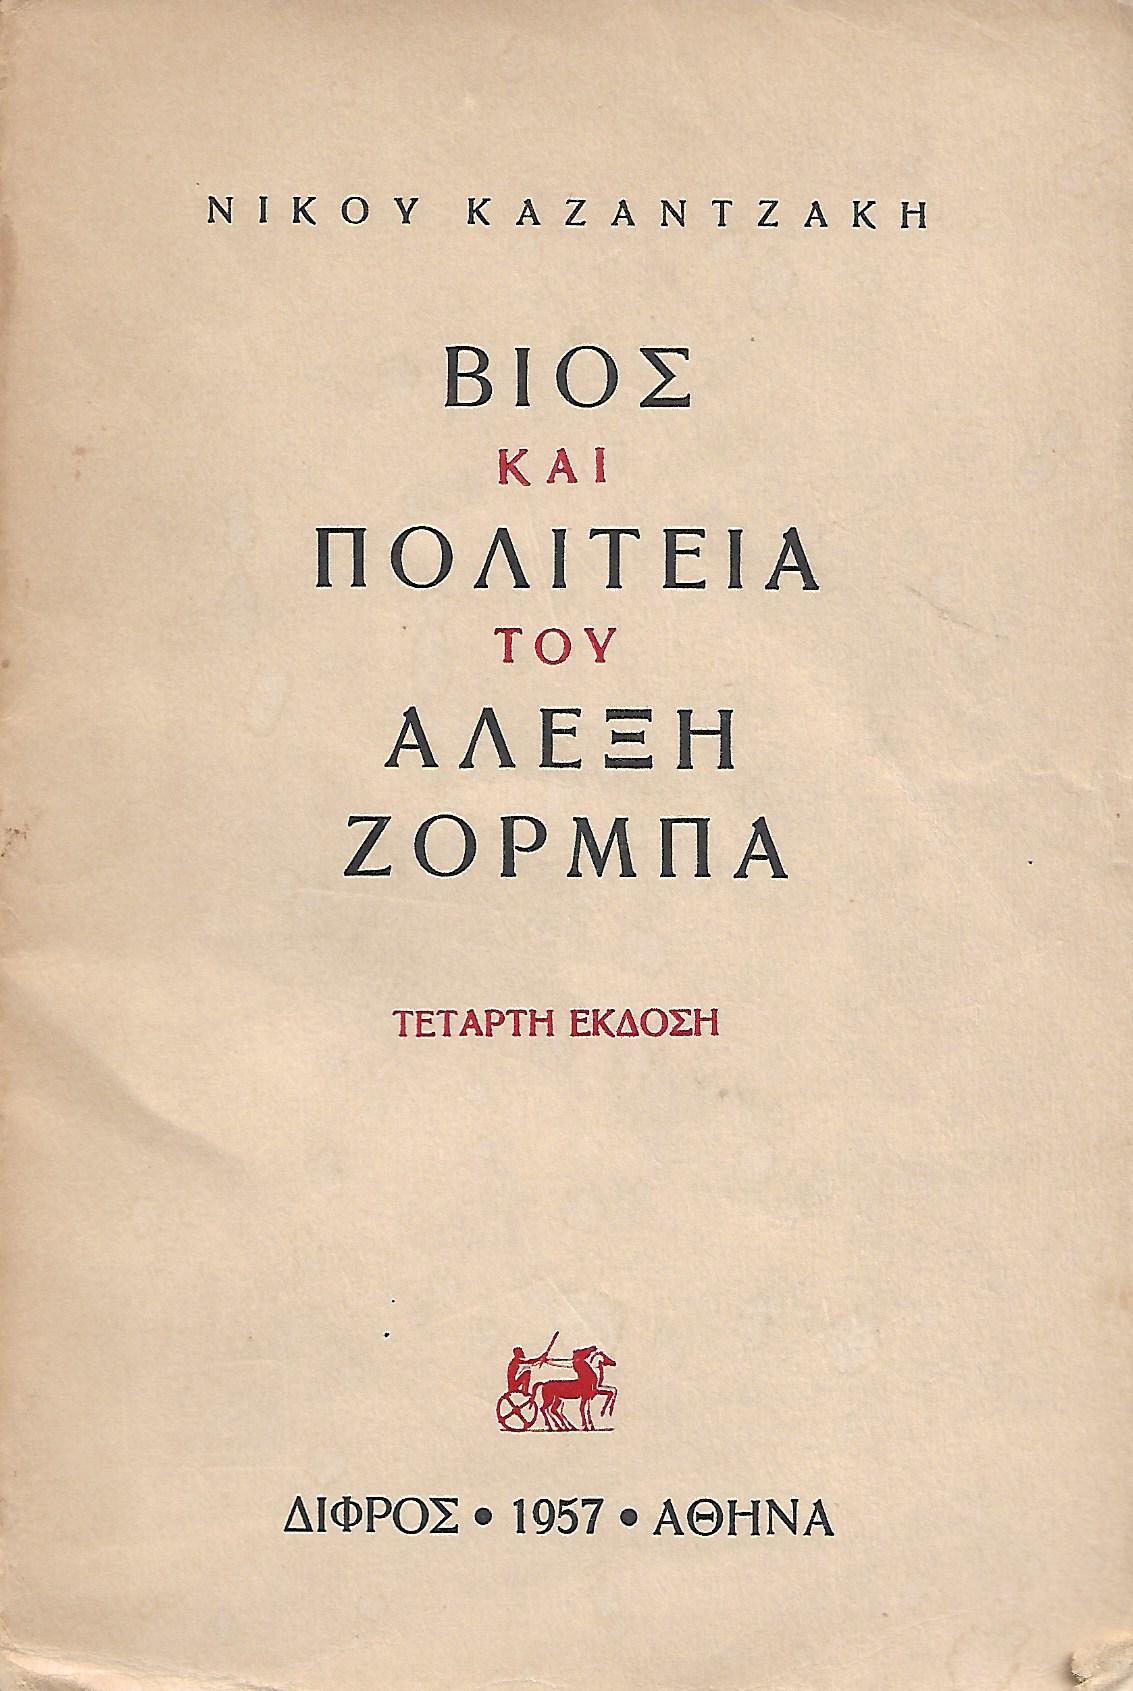 ΝΙΚΟΥ ΚΑΖΑΝΤΖΑΚΗ
ΒΙΟΣ
ΚΑΙ
ΠΟΛΙΤΕΙΑ
ΤΟΥ
ΑΛΕΞΗ
ΖΟΡΜΠΑ
ΤΕΤΑΡΤΗ ΕΚΔΟΣΗ
ΔΙΦΡΟΣ • 1957 • ΑΘΗΝΑ